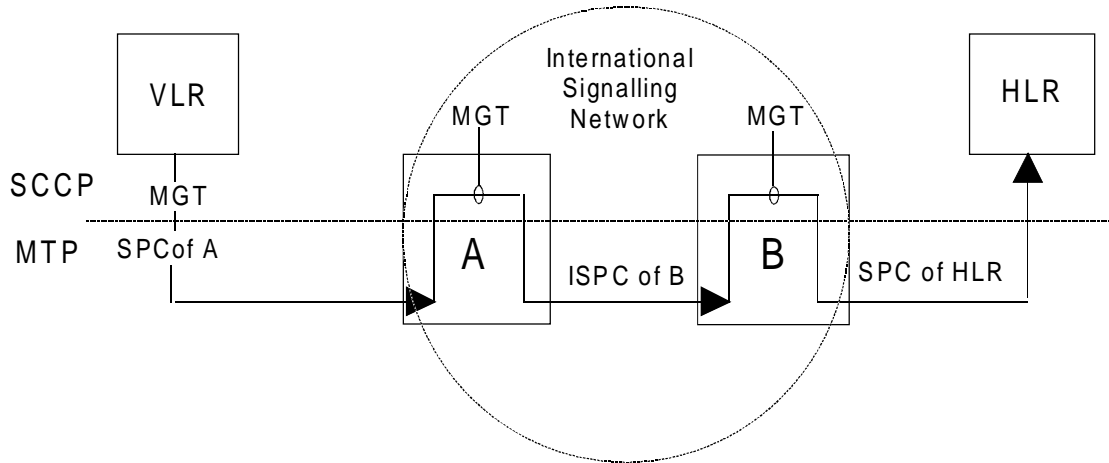 VLR
International
Signalling
Network
HLR
MGT
MGT
SCCP
MGT
MTP
SPCof A
A
ISPC of B
B
SPC of HLR